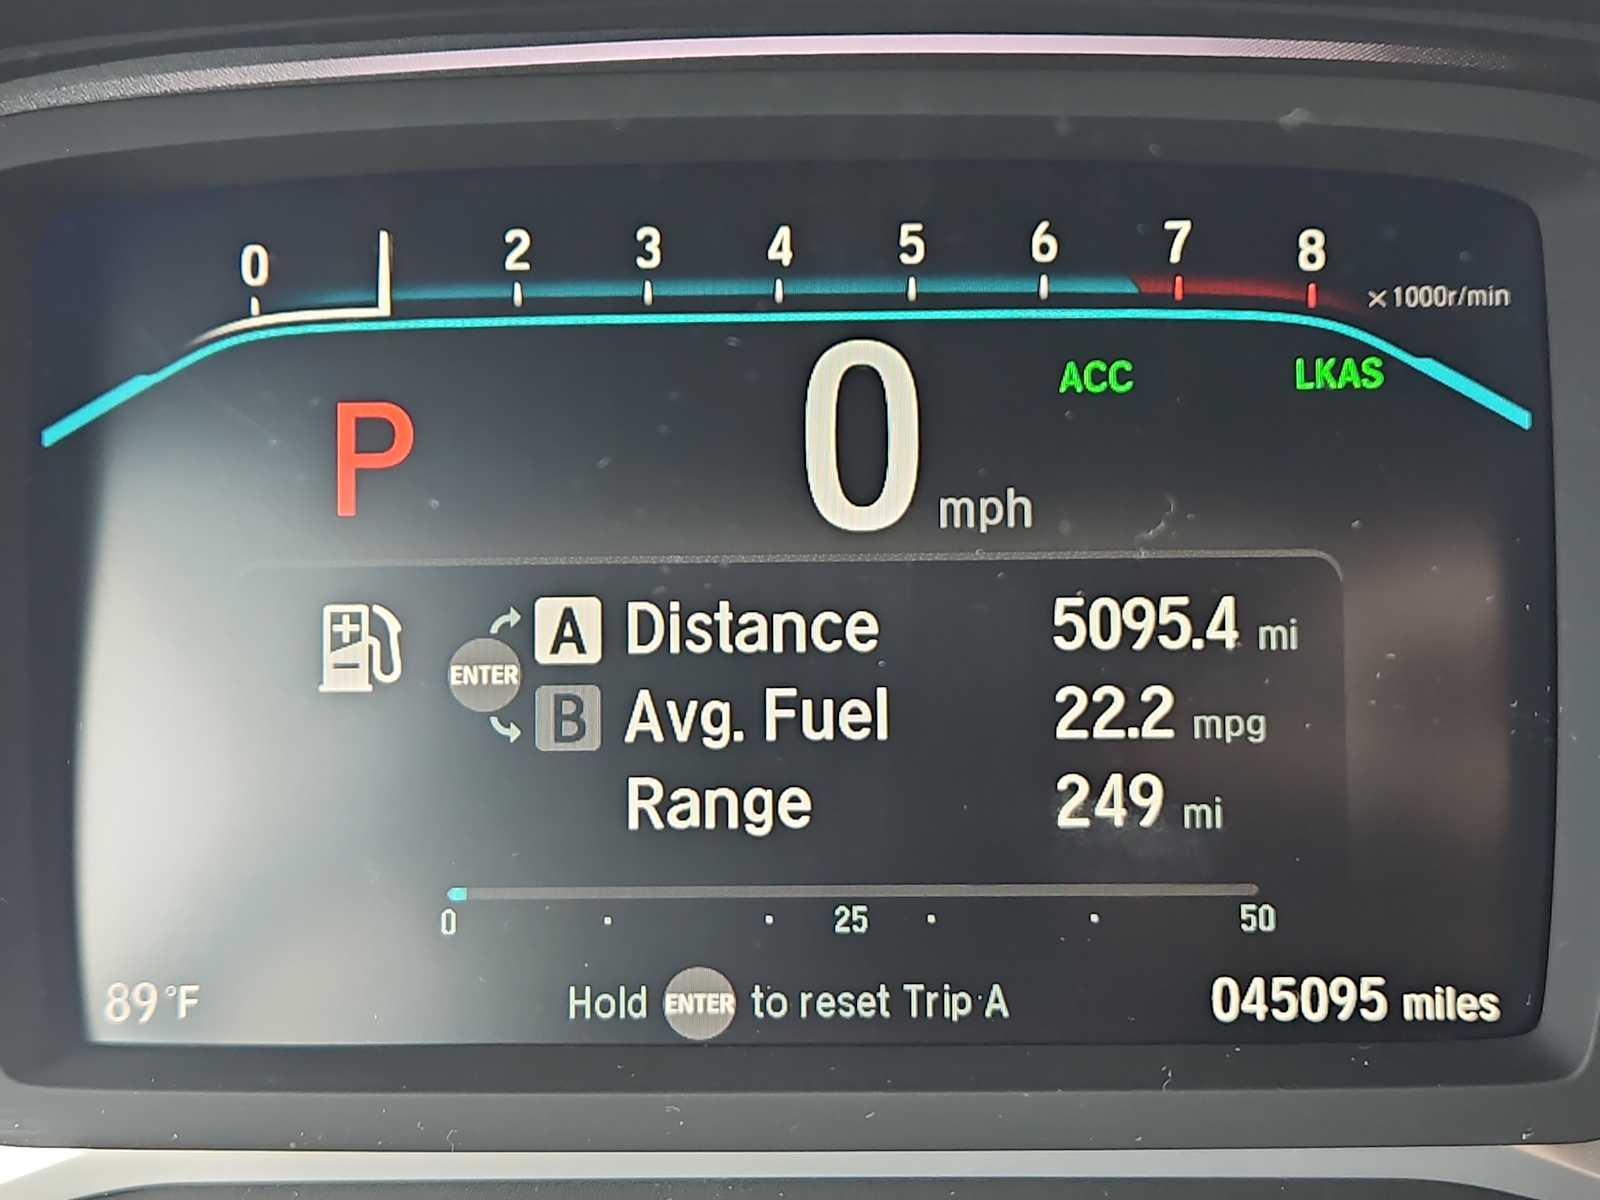 0 2 3 4 5 6 7 8 ×1000r/min
ACC LKAS
P 0 mph
A Distance 5095.4 mi
ENTER
B Avg. Fuel 22.2 mpg
Range 249 mi
0 25 50
89°F Hold ENTER to reset Trip A 045095 miles